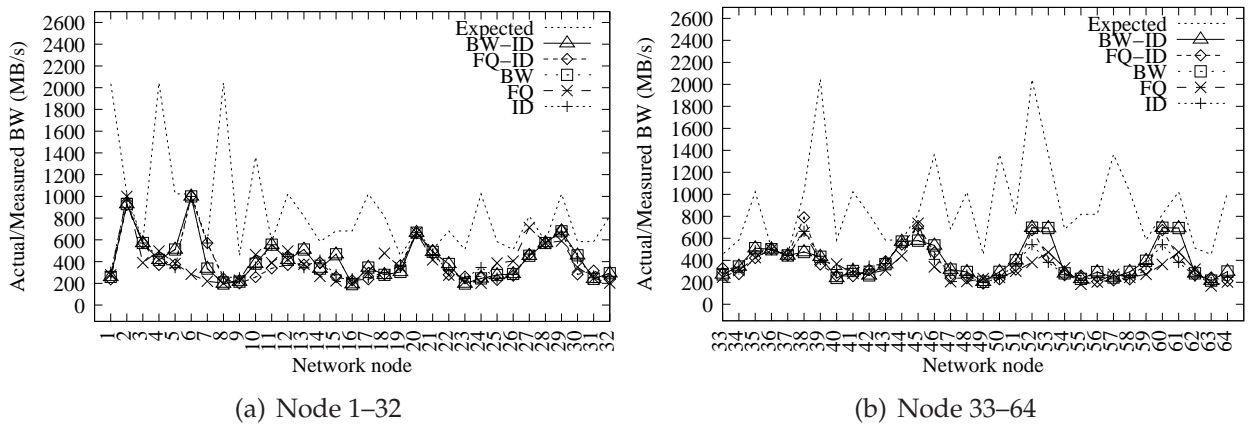 2600
2400
2200
2000
1800
1600
1400
1200
1000
800
600
400
200
0
Actual/Measured BW (MB/s)
Expected
BW−ID
FQ−ID
BW
FQ
ID
1 2 3 4 5 6 7 8 9 10 11 12 13 14 15 16 17 18 19 20 21 22 23 24 25 26 27 28 29 30 31 32
Network node
(a) Node 1–32
2600
2400
2200
2000
1800
1600
1400
1200
1000
800
600
400
200
0
Actual/Measured BW (MB/s)
Expected
BW−ID
FQ−ID
BW
FQ
ID
33 34 35 36 37 38 39 40 41 42 43 44 45 46 47 48 49 50 51 52 53 54 55 56 57 58 59 60 61 62 63 64
Network node
(b) Node 33–64